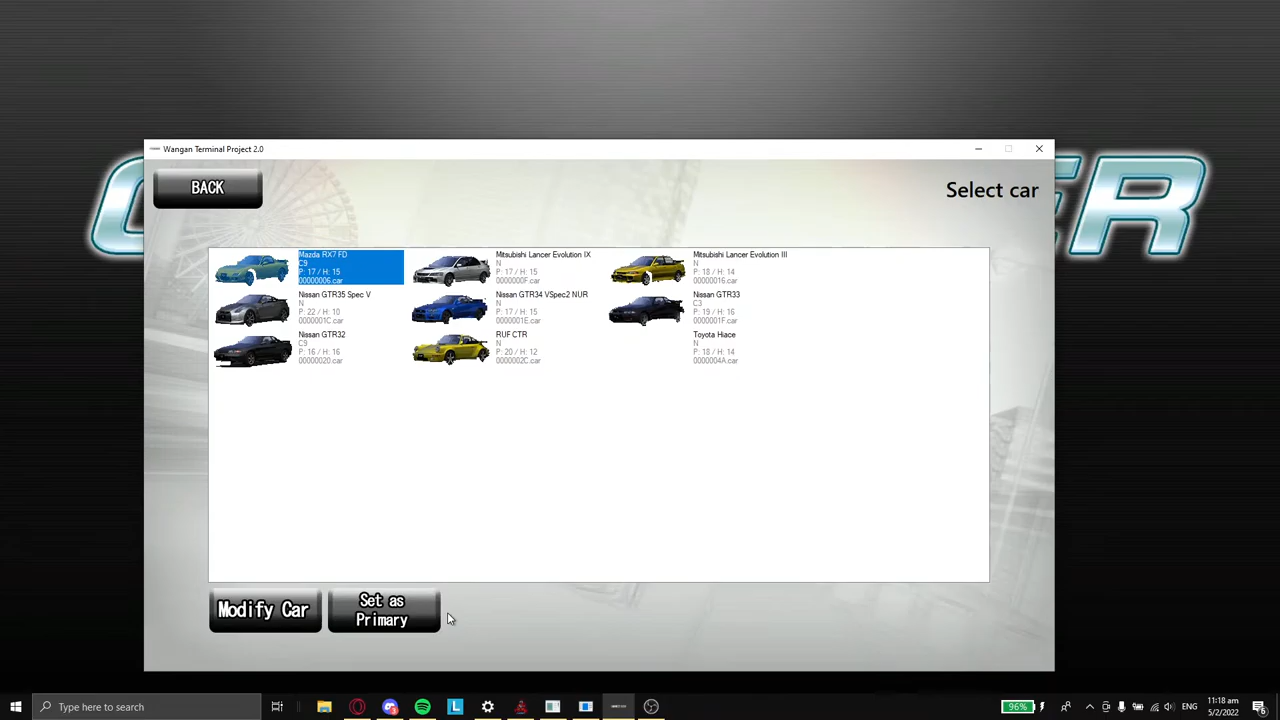 Wangan Terminal Project 2.0
BACK
Select car
Mazda RX7 FD
C9
P: 17 / H: 15
00000006.car
Mitsubishi Lancer Evolution IX
N
P: 17 / H: 15
0000000F.car
Mitsubishi Lancer Evolution III
N
P: 18 / H: 14
00000016.car
Nissan GTR35 Spec V
N
P: 22 / H: 10
0000001C.car
Nissan GTR34 VSpec2 NUR
N
P: 17 / H: 15
0000001E.car
Nissan GTR33
C3
P: 19 / H: 16
0000001F.car
Nissan GTR32
C9
P: 16 / H: 16
00000020.car
RUF CTR
N
P: 20 / H: 12
0000002C.car
Toyota Hiace
N
P: 18 / H: 14
0000004A.car
Modify Car
Set as
Primary
Type here to search
96%
ENG
11:18 am
5/2/2022